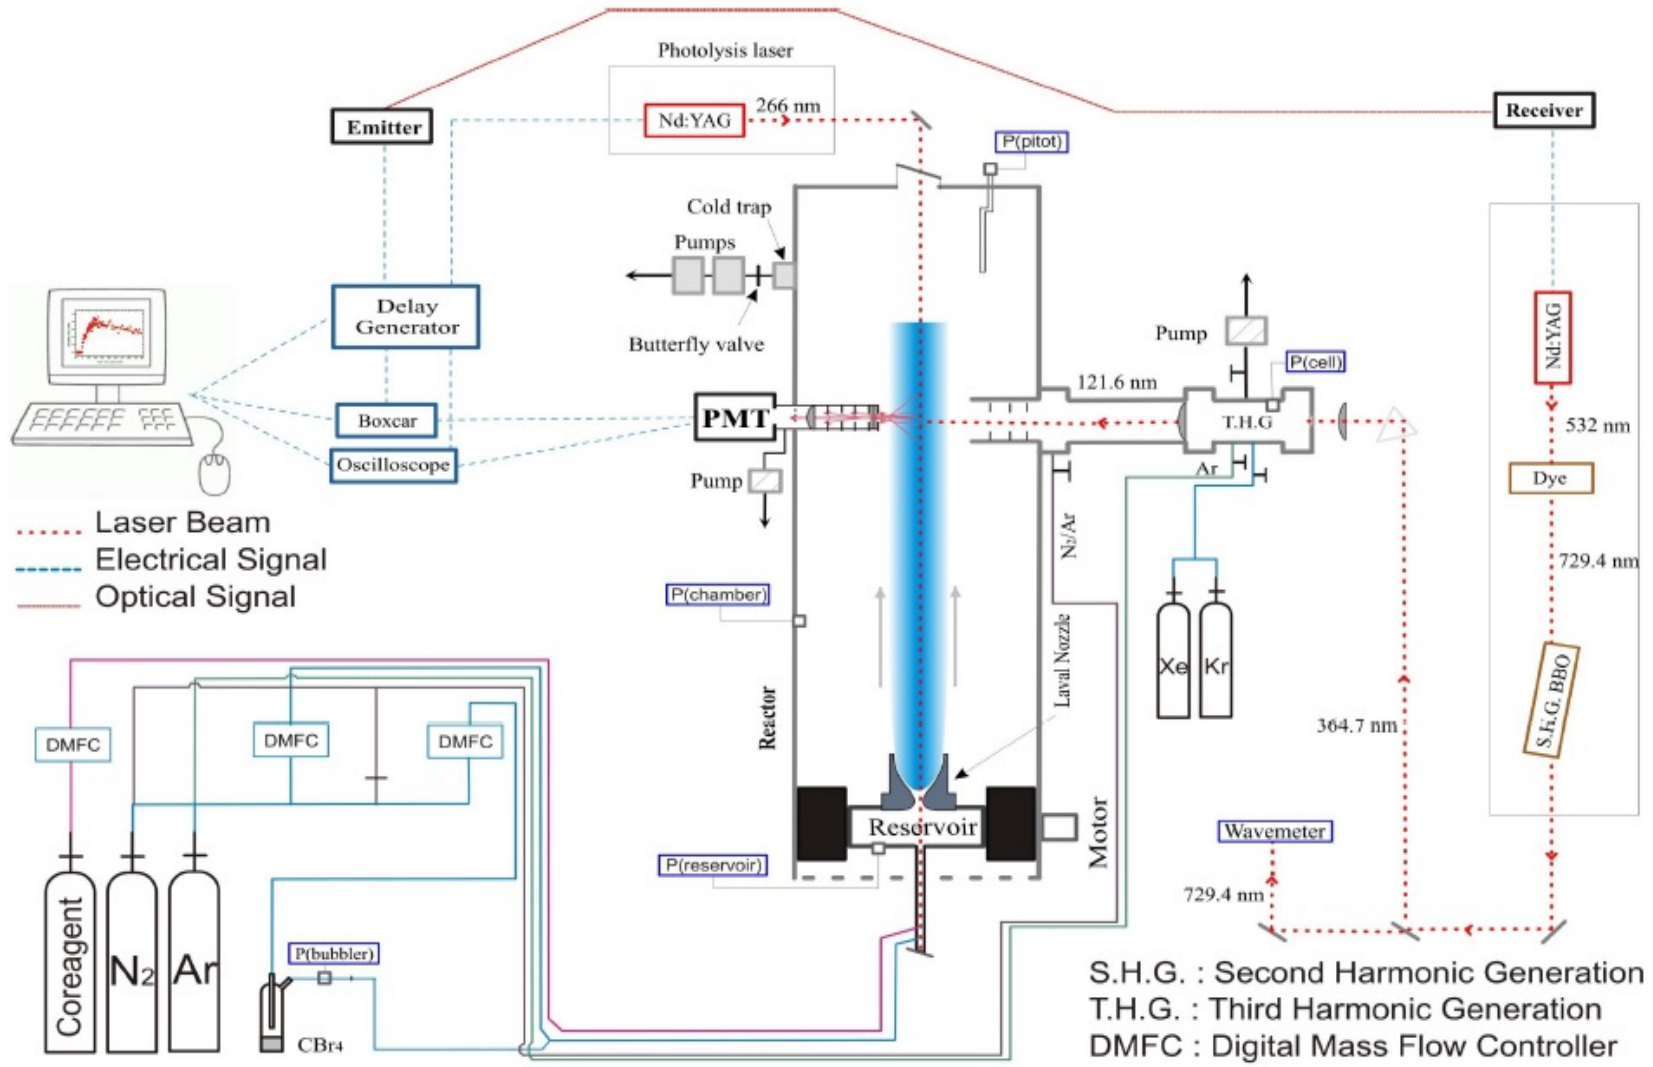 Photolysis laser
Nd:YAG
266 nm
Emitter
Receiver
P(pitot)
Cold trap
Pumps
Butterfly valve
Delay
Generator
Boxcar
Oscilloscope
PMT
Pump
121.6 nm
Pump
P(cell)
T.H.G
Ar
N2/Ar
Nd:YAG
532 nm
Dye
729.4 nm
S.H.G. BBO
364.7 nm
Xe
Kr
Laser Beam
Electrical Signal
Optical Signal
P(chamber)
Reactor
Laval Nozzle
DMFC
DMFC
DMFC
Reservoir
Motor
P(reservoir)
Wavemeter
729.4 nm
Coreagent
N2
Ar
P(bubbler)
CBr4
S.H.G. : Second Harmonic Generation
T.H.G. : Third Harmonic Generation
DMFC : Digital Mass Flow Controller